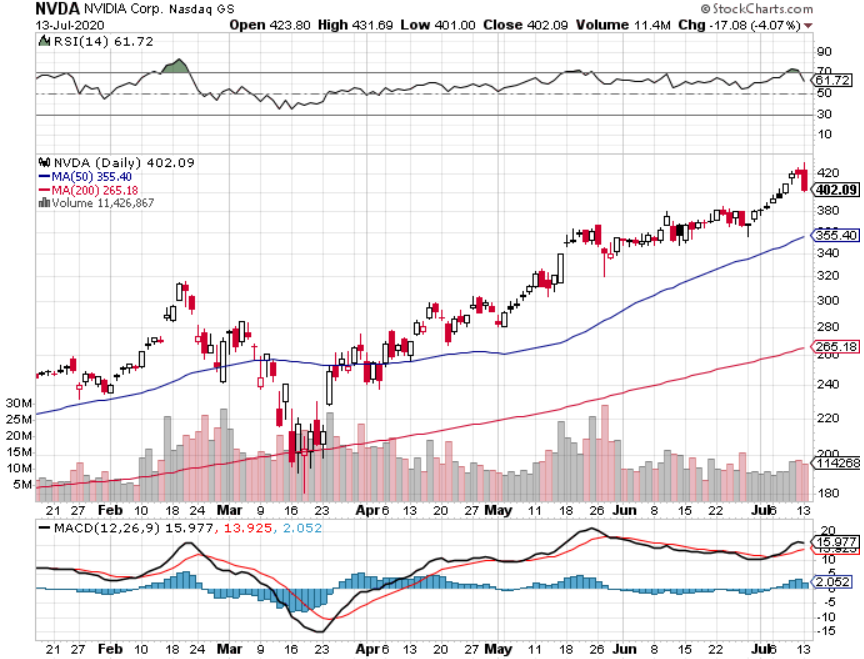 NVDA NVIDIA Corp. Nasdaq GS © StockCharts.com
13-Jul-2020 Open 423.80 High 431.69 Low 401.00 Close 402.09 Volume 11.4M Chg -17.08 (-4.07%)
RSI(14) 61.72
90
70
61.72
50
30
10
NVDA (Daily) 402.09
MA(50) 355.40
MA(200) 265.18
Volume 11,426,867
420
402.09
380
355.40
340
320
300
280
265.18
260
240
220
200
180
30M
25M
20M
15M
10M
5M
114268
21 27 Feb 10 18 24 Mar 9 16 23 Apr 6 13 20 27 May 11 18 26 Jun 8 15 22 Jul 6 13
MACD(12,26,9) 15.977, 13.925, 2.052
20
15.977
13.925
10
5
2.052
-5
-10
-15
21 27 Feb 10 18 24 Mar 9 16 23 Apr 6 13 20 27 May 11 18 26 Jun 8 15 22 Jul 6 13